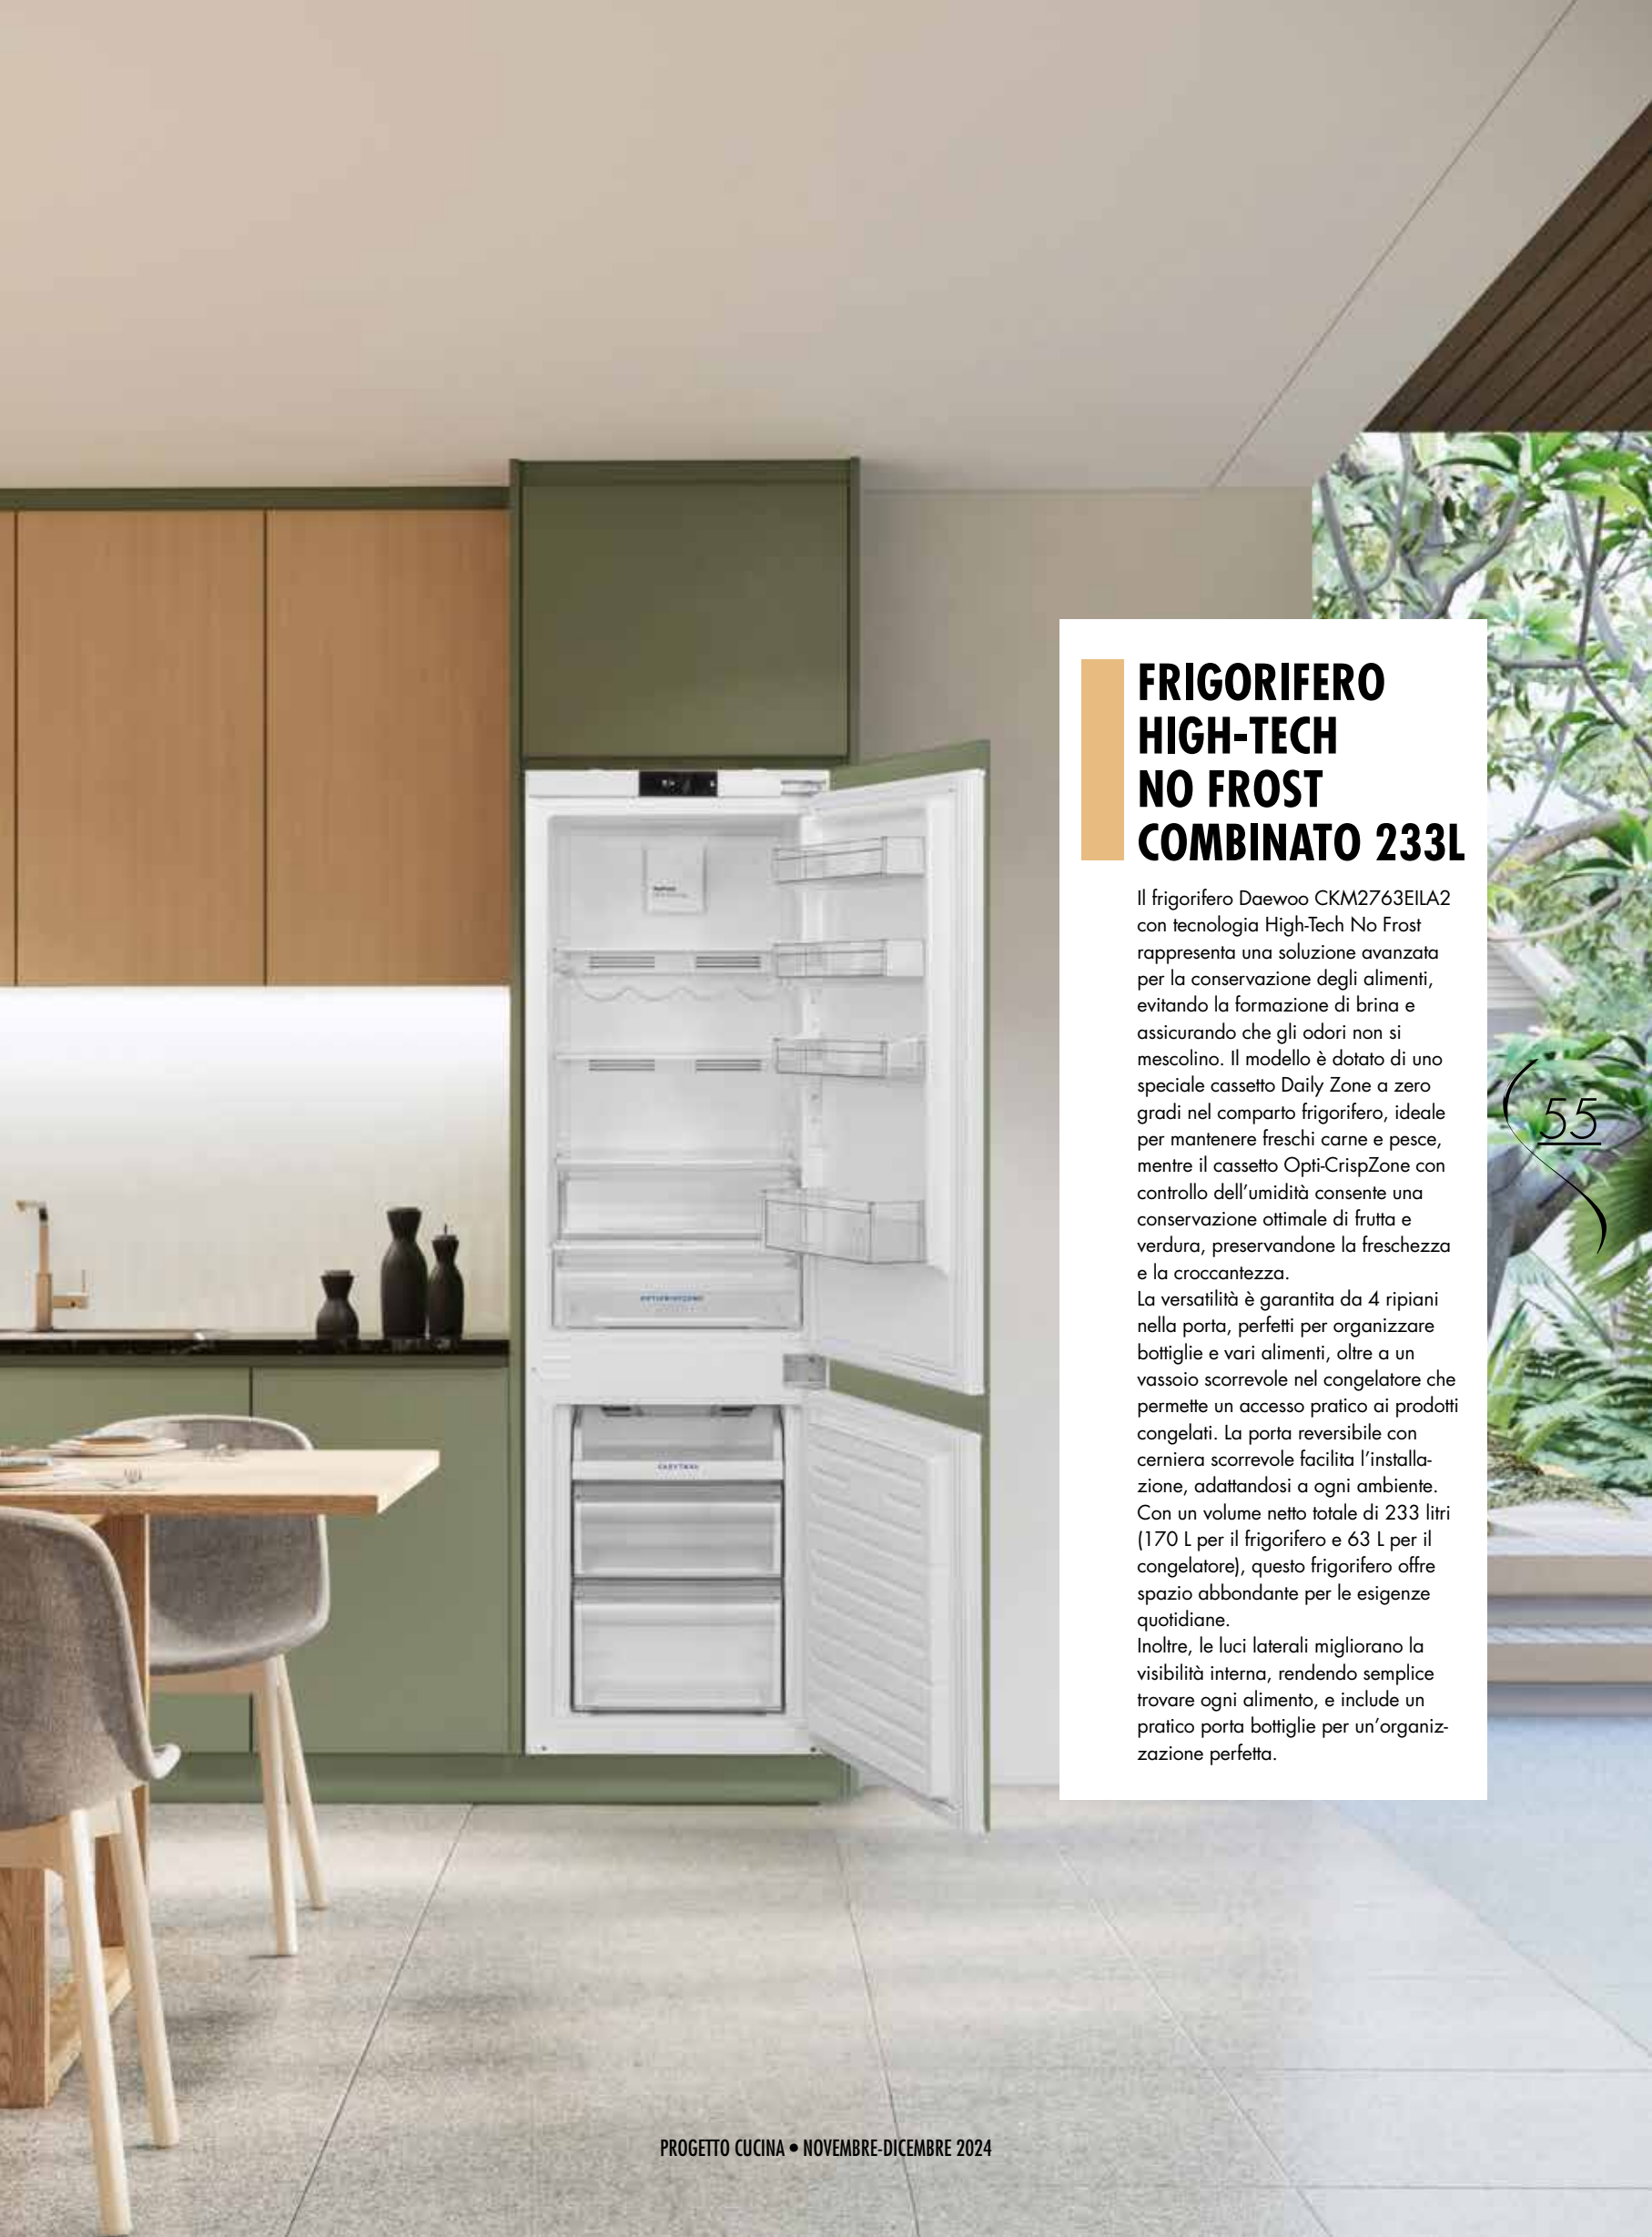 FRIGORIFERO
HIGH-TECH
NO FROST
COMBINATO 233L
Il frigorifero Daewoo CKM2763EILA2
con tecnologia High-Tech No Frost
rappresenta una soluzione avanzata
per la conservazione degli alimenti,
evitando la formazione di brina e
assicurando che gli odori non si
mescolino. Il modello è dotato di uno
speciale cassetto Daily Zone a zero
gradi nel comparto frigorifero, ideale
per mantenere freschi carne e pesce,
mentre il cassetto Opti-CrispZone con
controllo dell’umidità consente una
conservazione ottimale di frutta e
verdura, preservandone la freschezza
e la croccantezza.
La versatilità è garantita da 4 ripiani
nella porta, perfetti per organizzare
bottiglie e vari alimenti, oltre a un
vassoio scorrevole nel congelatore che
permette un accesso pratico ai prodotti
congelati. La porta reversibile con
cerniera scorrevole facilita l’installa-
zione, adattandosi a ogni ambiente.
Con un volume netto totale di 233 litri
(170 L per il frigorifero e 63 L per il
congelatore), questo frigorifero offre
spazio abbondante per le esigenze
quotidiane.
Inoltre, le luci laterali migliorano la
visibilità interna, rendendo semplice
trovare ogni alimento, e include un
pratico porta bottiglie per un’organiz-
zazione perfetta.
55
PROGETTO CUCINA • NOVEMBRE-DICEMBRE 2024